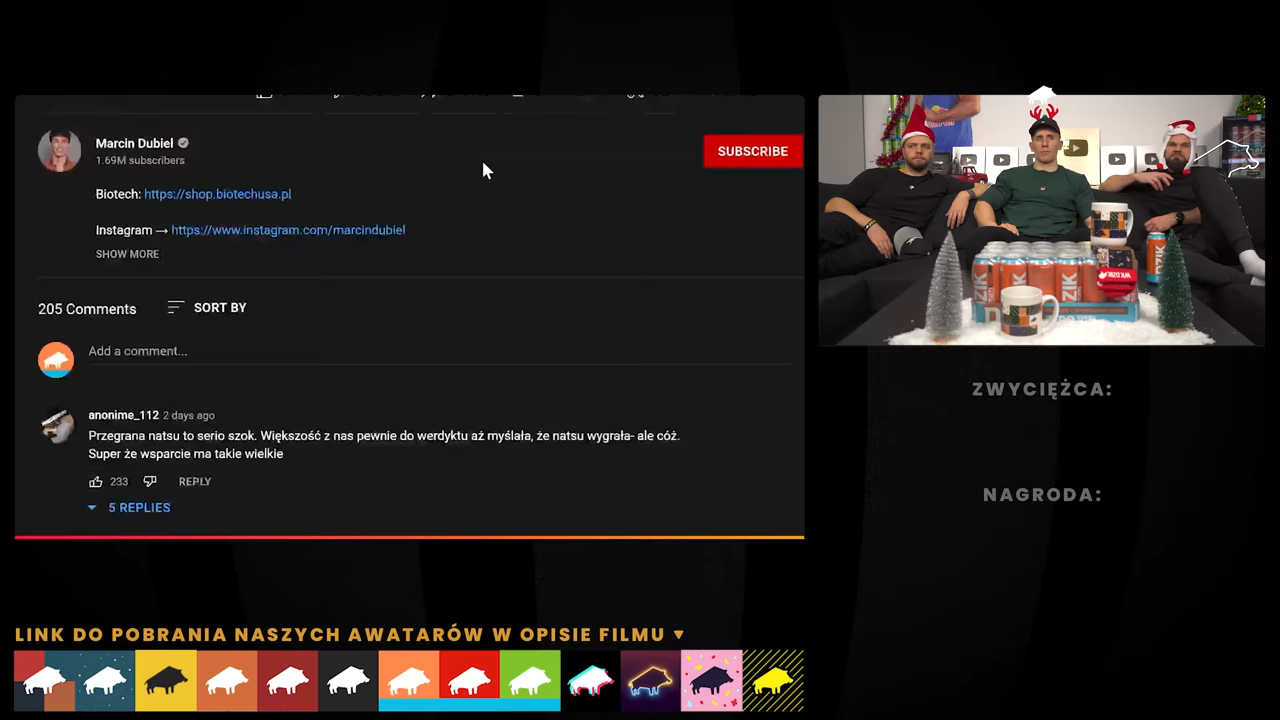 Marcin Dubiel
1.69M subscribers
SUBSCRIBE
Biotech: https://shop.biotechusa.pl
Instagram → https://www.instagram.com/marcindubiel
SHOW MORE
205 Comments
SORT BY
Add a comment...
anonime_112 2 days ago
Przegrana natsu to serio szok. Większość z nas pewnie do werdyktu aż myślała, że natsu wygrała- ale cóż.
Super że wsparcie ma takie wielkie
233
REPLY
5 REPLIES
DZIK
ZWYCIĘŻCA:
NAGRODA:
LINK DO POBRANIA NASZYCH AWATARÓW W OPISIE FILMU ▼